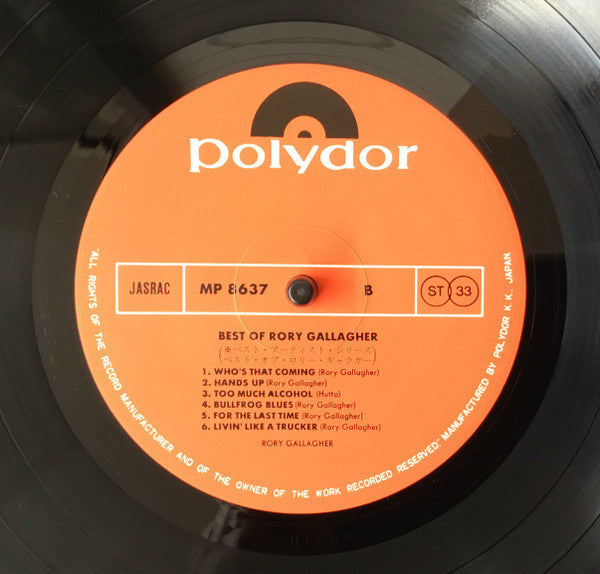 polydor
JASRAC MP 8637 B ST 33
BEST OF RORY GALLAGHER
ベスト・アーティスト・シリーズ
ベスト・オブ・ロリー・ギャラガー
1. WHO'S THAT COMING (Rory Gallagher)
2. HANDS UP (Rory Gallagher)
3. TOO MUCH ALCOHOL (Hutto)
4. BULLFROG BLUES (Rory Gallagher)
5. FOR THE LAST TIME (Rory Gallagher)
6. LIVIN' LIKE A TRUCKER (Rory Gallagher)
RORY GALLAGHER
"ALL RIGHTS OF THE RECORD MANUFACTURER AND OF THE OWNER OF THE WORK RECORDED RESERVED." MANUFACTURED BY POLYDOR K.K., JAPAN.